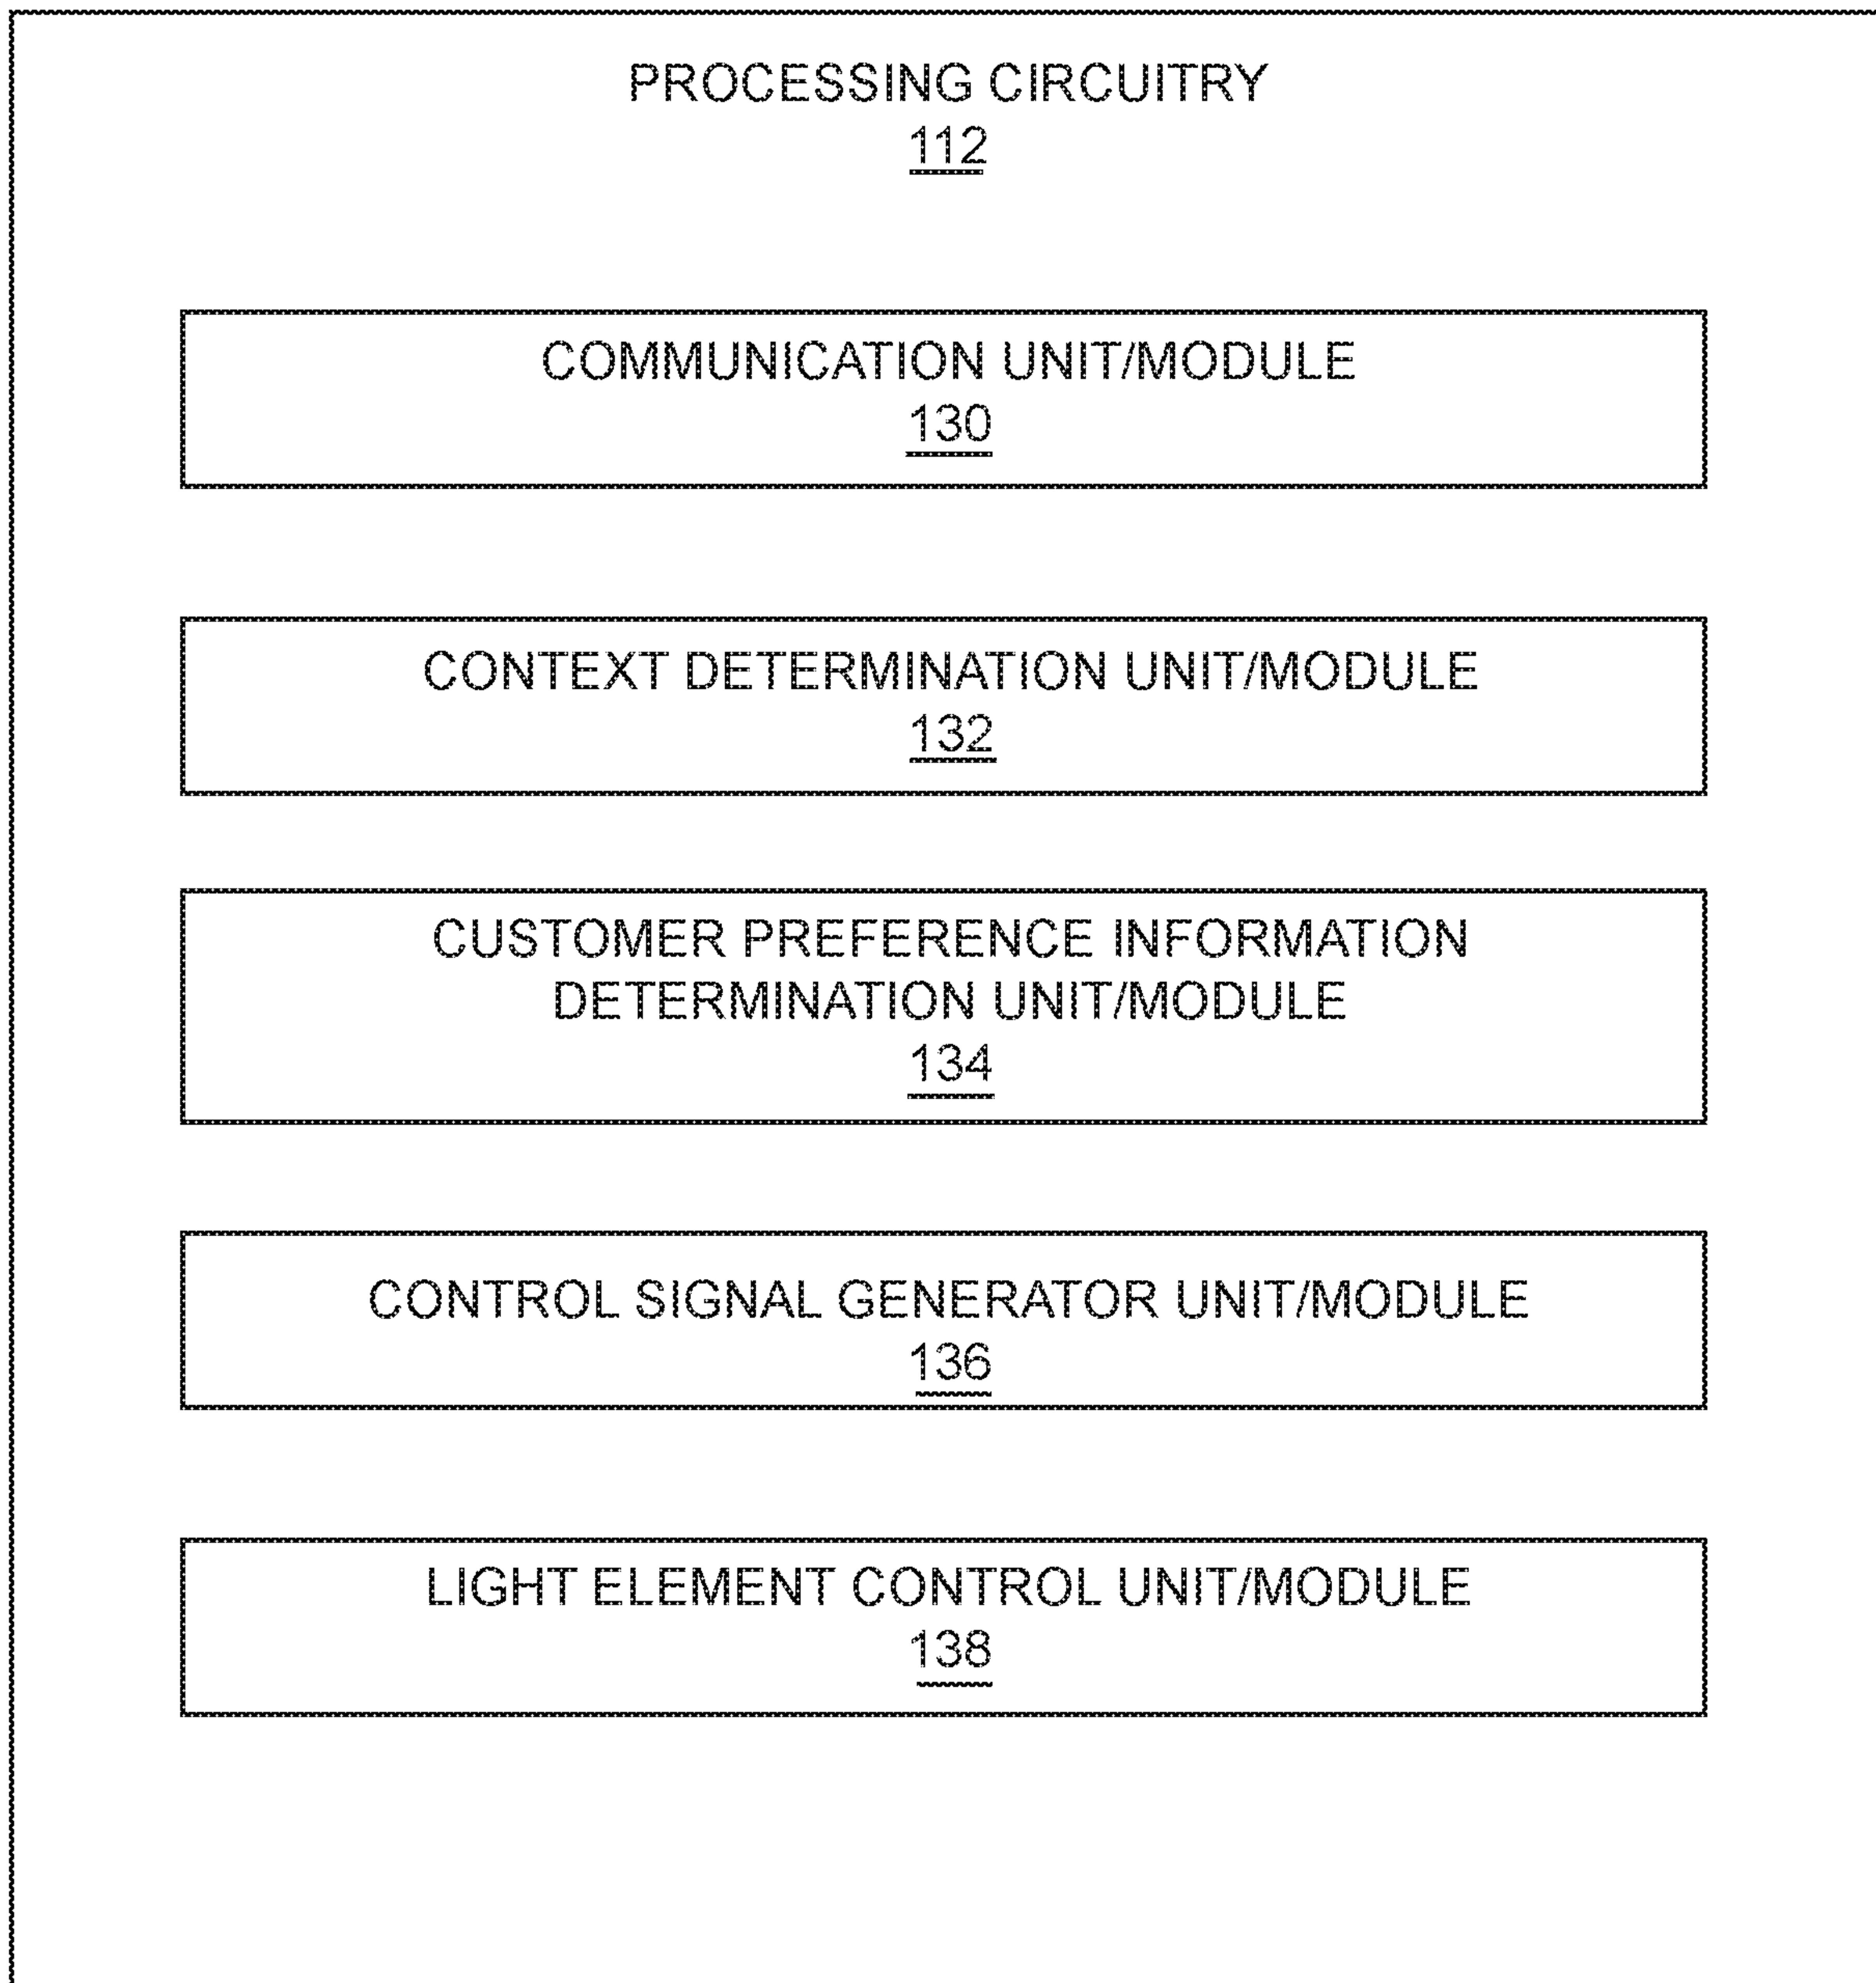 PROCESSING CIRCUITRY
112
COMMUNICATION UNIT/MODULE
130
CONTEXT DETERMINATION UNIT/MODULE
132
CUSTOMER PREFERENCE INFORMATION
DETERMINATION UNIT/MODULE
134
CONTROL SIGNAL GENERATOR UNIT/MODULE
136
LIGHT ELEMENT CONTROL UNIT/MODULE
138